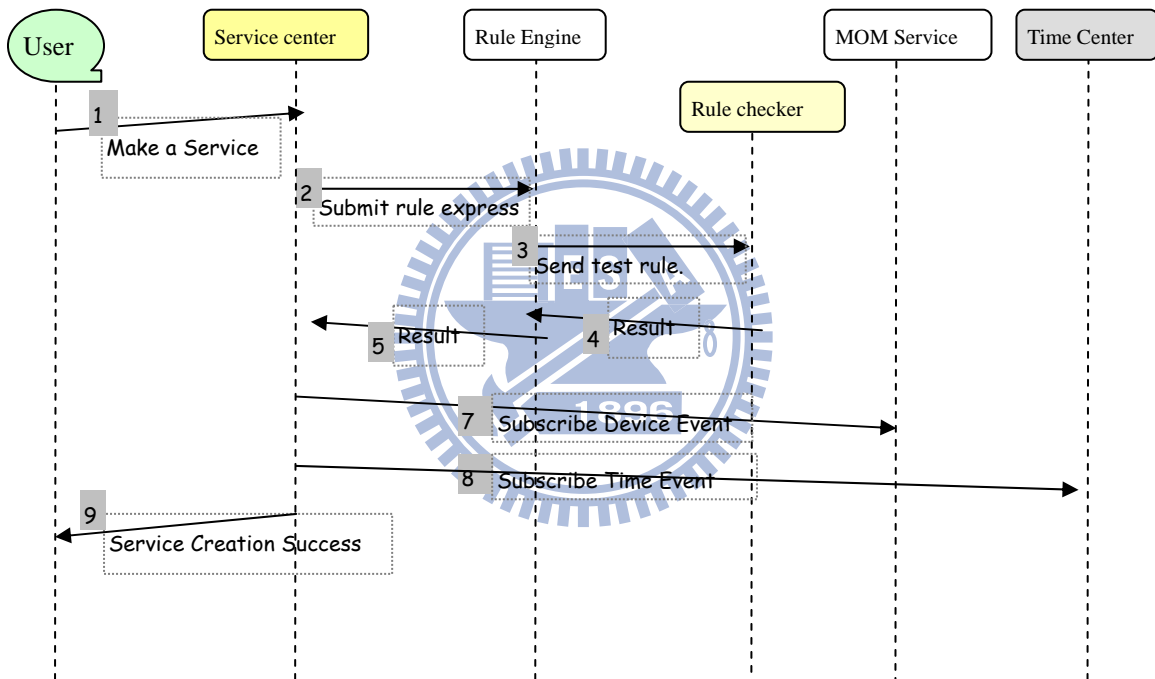 User
Service center
Rule Engine
MOM Service
Time Center
Rule checker
1
Make a Service
2
Submit rule express
3
Send test rule.
4
Result
5
Result
7
Subscribe Device Event
8
Subscribe Time Event
9
Service Creation Success
E S A
1896